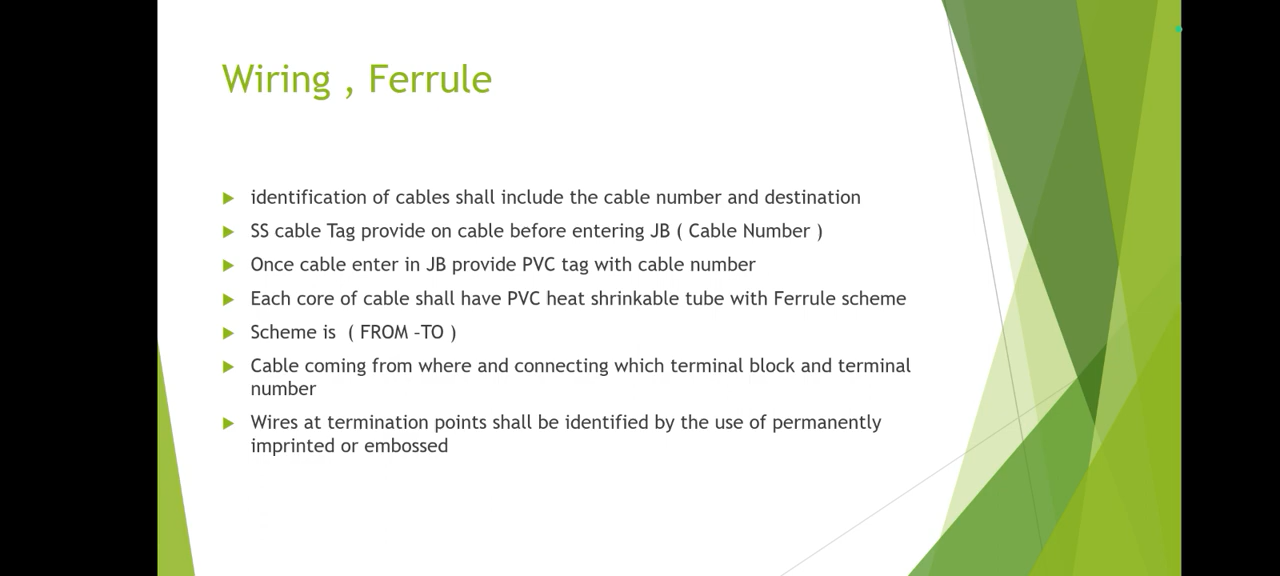 Wiring , Ferrule
identification of cables shall include the cable number and destination
SS cable Tag provide on cable before entering JB ( Cable Number )
Once cable enter in JB provide PVC tag with cable number
Each core of cable shall have PVC heat shrinkable tube with Ferrule scheme
Scheme is  ( FROM –TO )
Cable coming from where and connecting which terminal block and terminal
number
Wires at termination points shall be identified by the use of permanently
imprinted or embossed